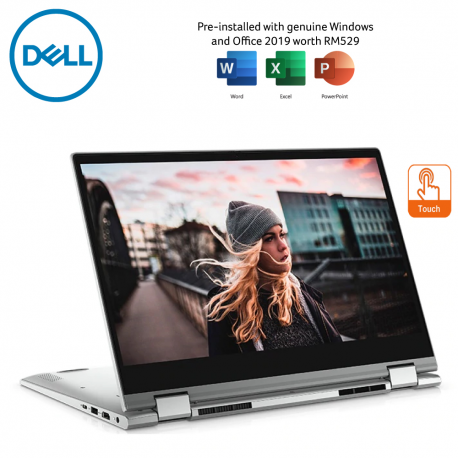 DELL
Pre-installed with genuine Windows
and Office 2019 worth RM529
W
X
P
Word
Excel
PowerPoint
Touch